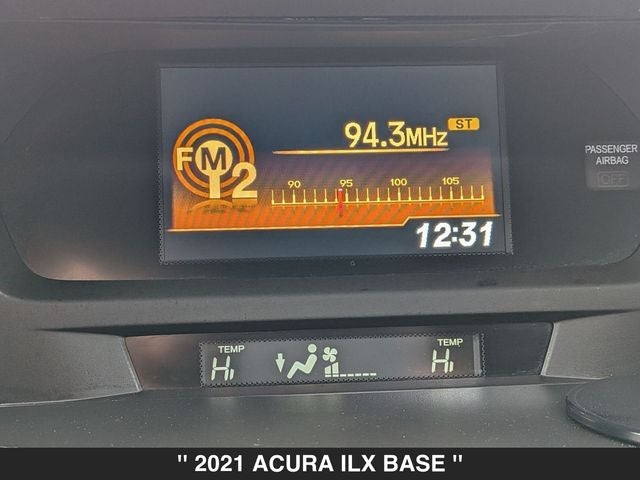 94.3MHz ST
FM2
90 95 100 105
12:31
PASSENGER
AIRBAG
OFF
TEMP
Hi
TEMP
Hi
" 2021 ACURA ILX BASE "